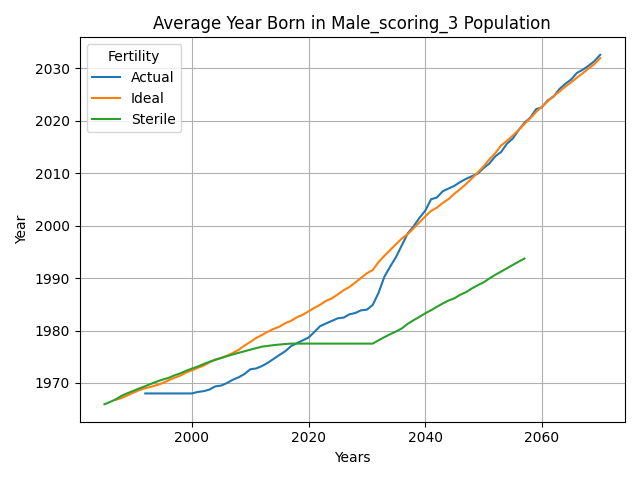 Average Year Born in Male_scoring_3 Population
Fertility
Actual
Ideal
Sterile
Year
2030
2020
2010
2000
1990
1980
1970
2000
2020
2040
2060
Years